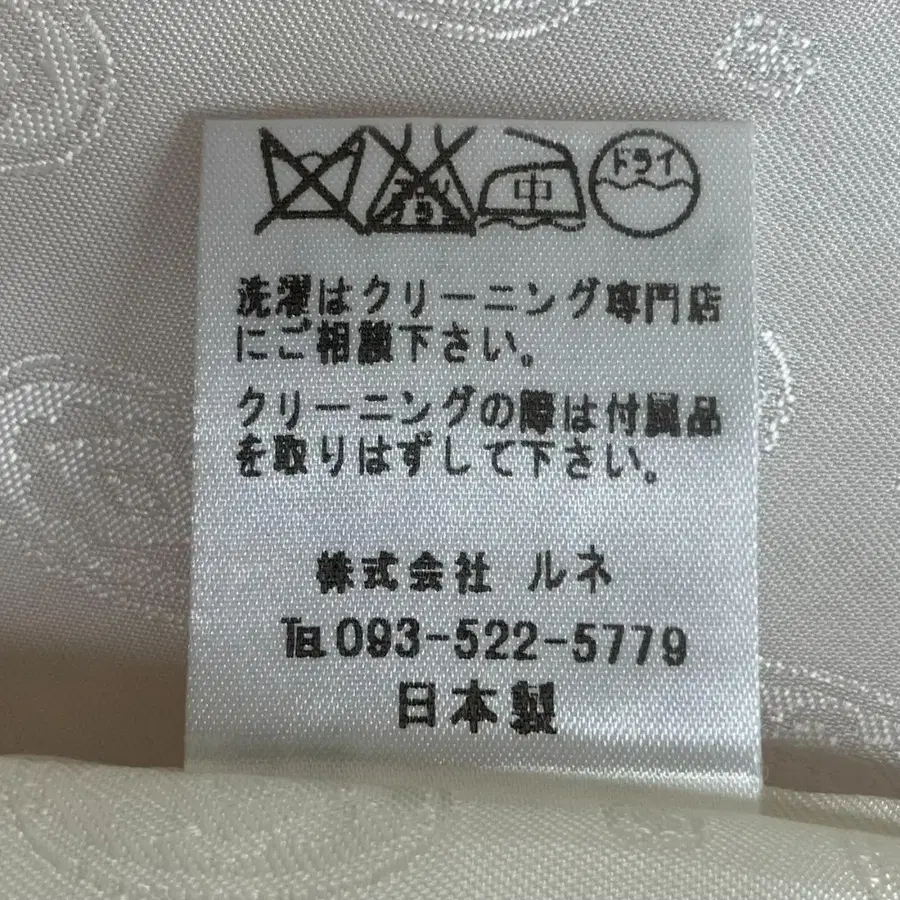 中 ドライ
洗濯はクリーニング専門店
にご相談下さい。
クリーニングの際は付属品
を取りはずして下さい。
株式会社 ルネ
TEL 093-522-5779
日本製